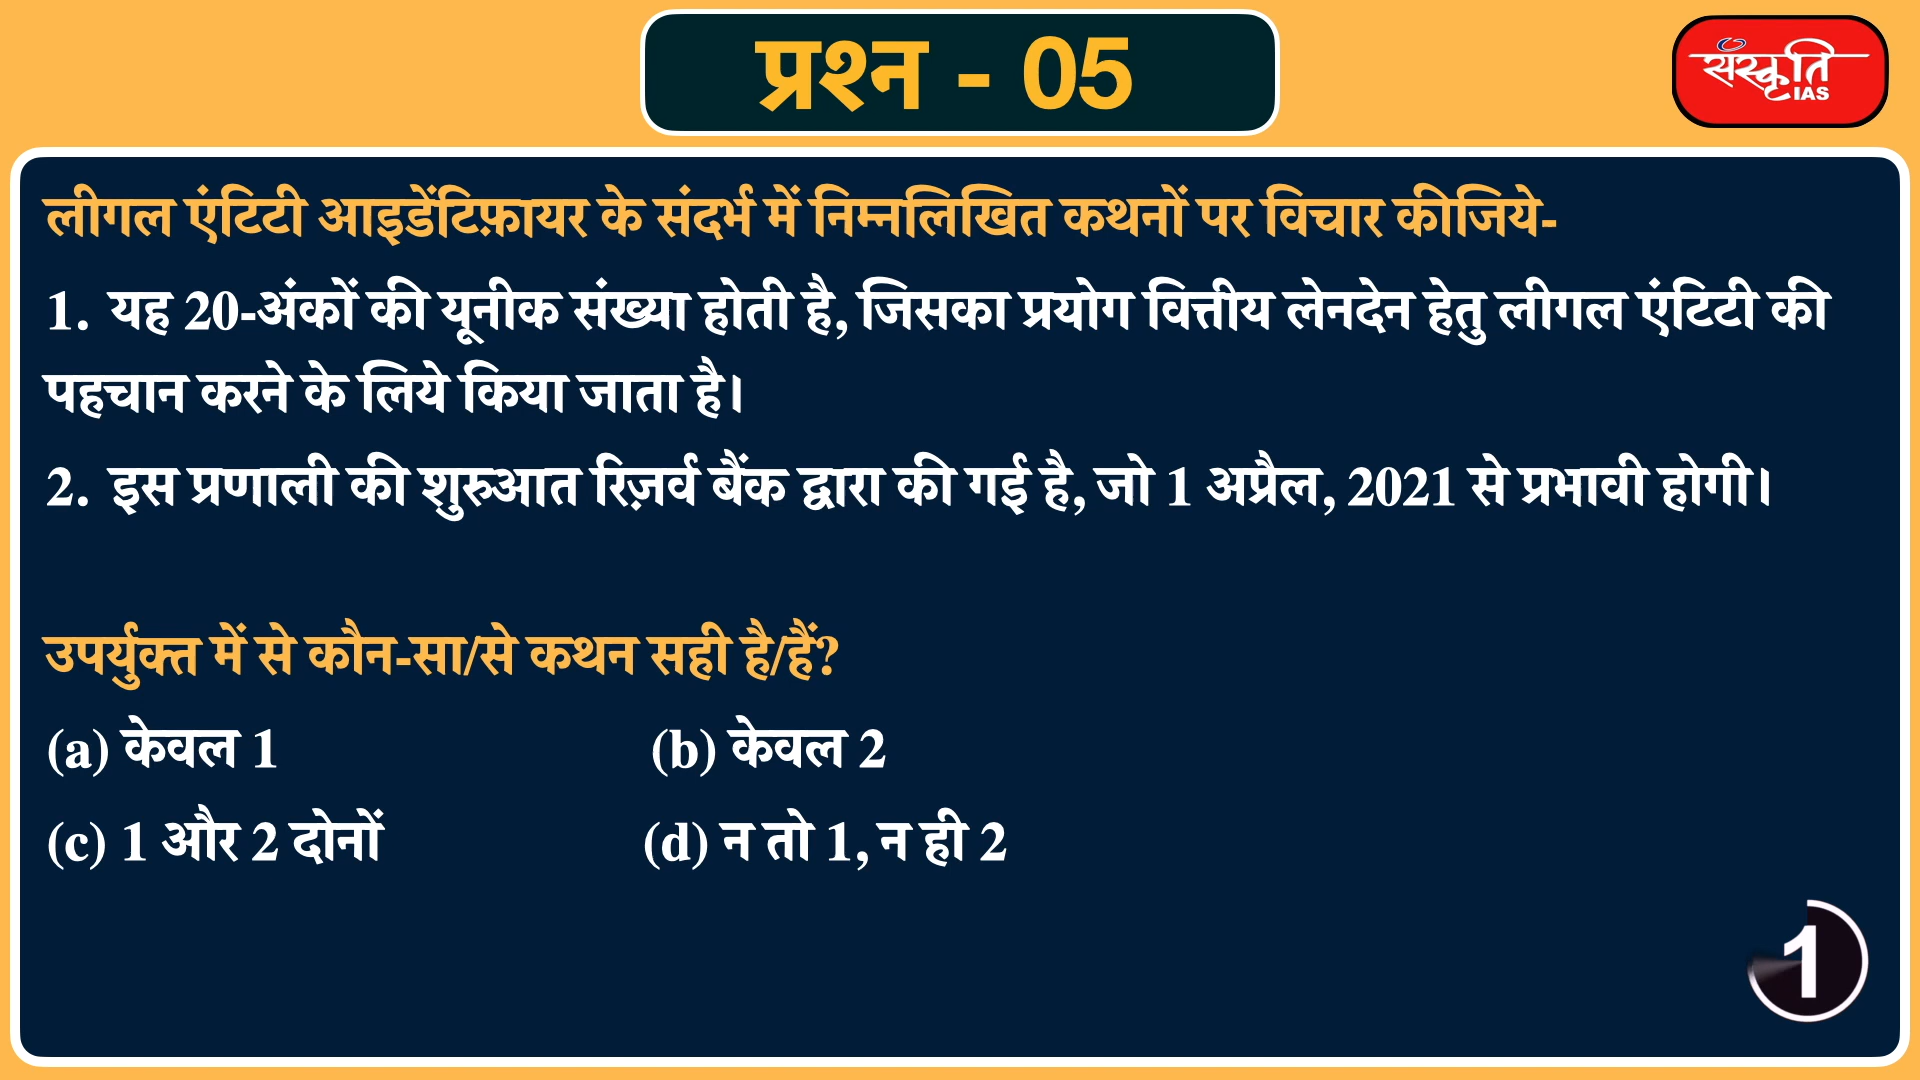 प्रश्न - 05
संस्कृति
IAS
लीगल एंटिटी आइडेंटिफ़ायर के संदर्भ में निम्नलिखित कथनों पर विचार कीजिये-
1. यह 20-अंकों की यूनीक संख्या होती है, जिसका प्रयोग वित्तीय लेनदेन हेतु लीगल एंटिटी की
पहचान करने के लिये किया जाता है।
2. इस प्रणाली की शुरुआत रिज़र्व बैंक द्वारा की गई है, जो 1 अप्रैल, 2021 से प्रभावी होगी।
उपर्युक्त में से कौन-सा/से कथन सही है/हैं?
(a) केवल 1 (b) केवल 2
(c) 1 और 2 दोनों (d) न तो 1, न ही 2
1